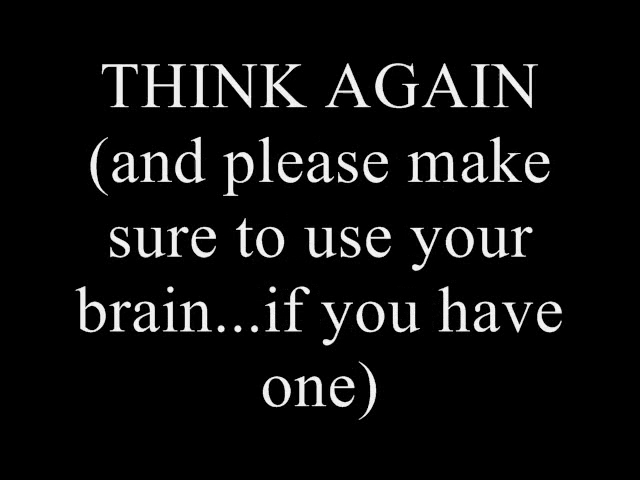 THINK AGAIN
(and please make
sure to use your
brain...if you have
one)